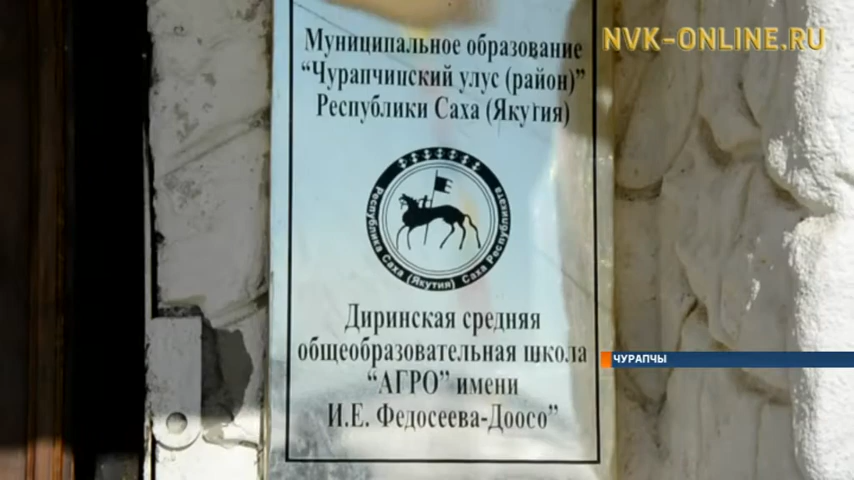 NVK-ONLINE.RU
Муниципальное образование
“Чурапчинский улус (район)”
Республики Саха (Якутия)
Республика Саха (Якутия) Саха Республиката
Диринская средняя
общеобразовательная школа
“АГРО” имени
И.Е. Федосеева-Доосо”
ЧУРАПЧЫ